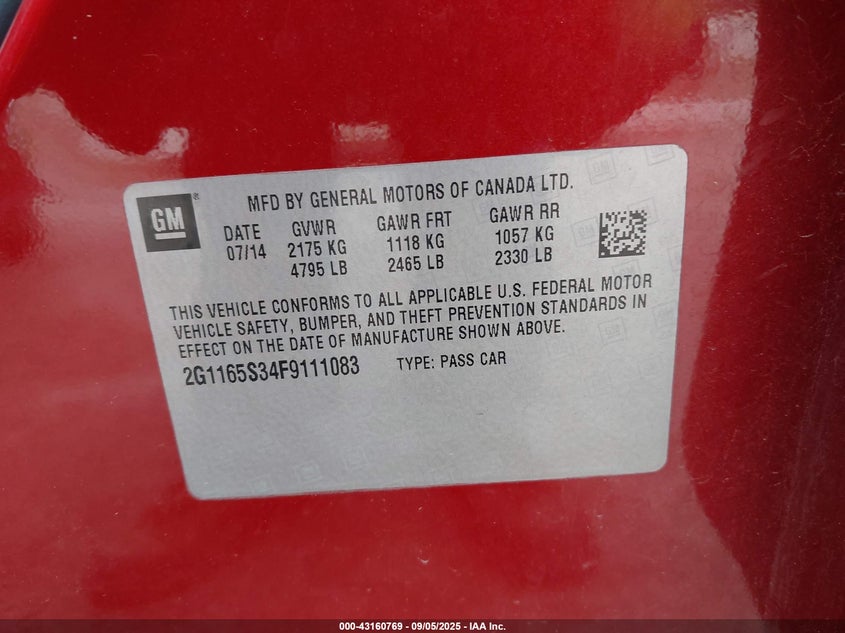 GM®
MFD BY GENERAL MOTORS OF CANADA LTD.
DATE GVWR GAWR FRT GAWR RR
07/14 2175 KG 1118 KG 1057 KG
4795 LB 2465 LB 2330 LB
THIS VEHICLE CONFORMS TO ALL APPLICABLE U.S. FEDERAL MOTOR
VEHICLE SAFETY, BUMPER, AND THEFT PREVENTION STANDARDS IN
EFFECT ON THE DATE OF MANUFACTURE SHOWN ABOVE.
2G1165S34F9111083 TYPE: PASS CAR
000-43160769 - 09/05/2025 - IAA Inc.